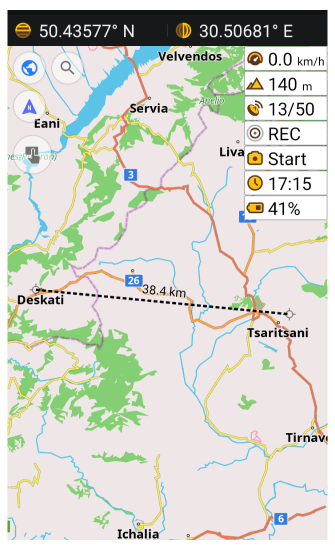 50.43577° N 30.50681° E
Velvendos
0.0 km/h
140 m
Servia
13/50
Eani
REC
Liva
Start
3
17:15
41%
26
38.4 km
Deskati
Tsaritsani
Tirnav
6
Ichalia